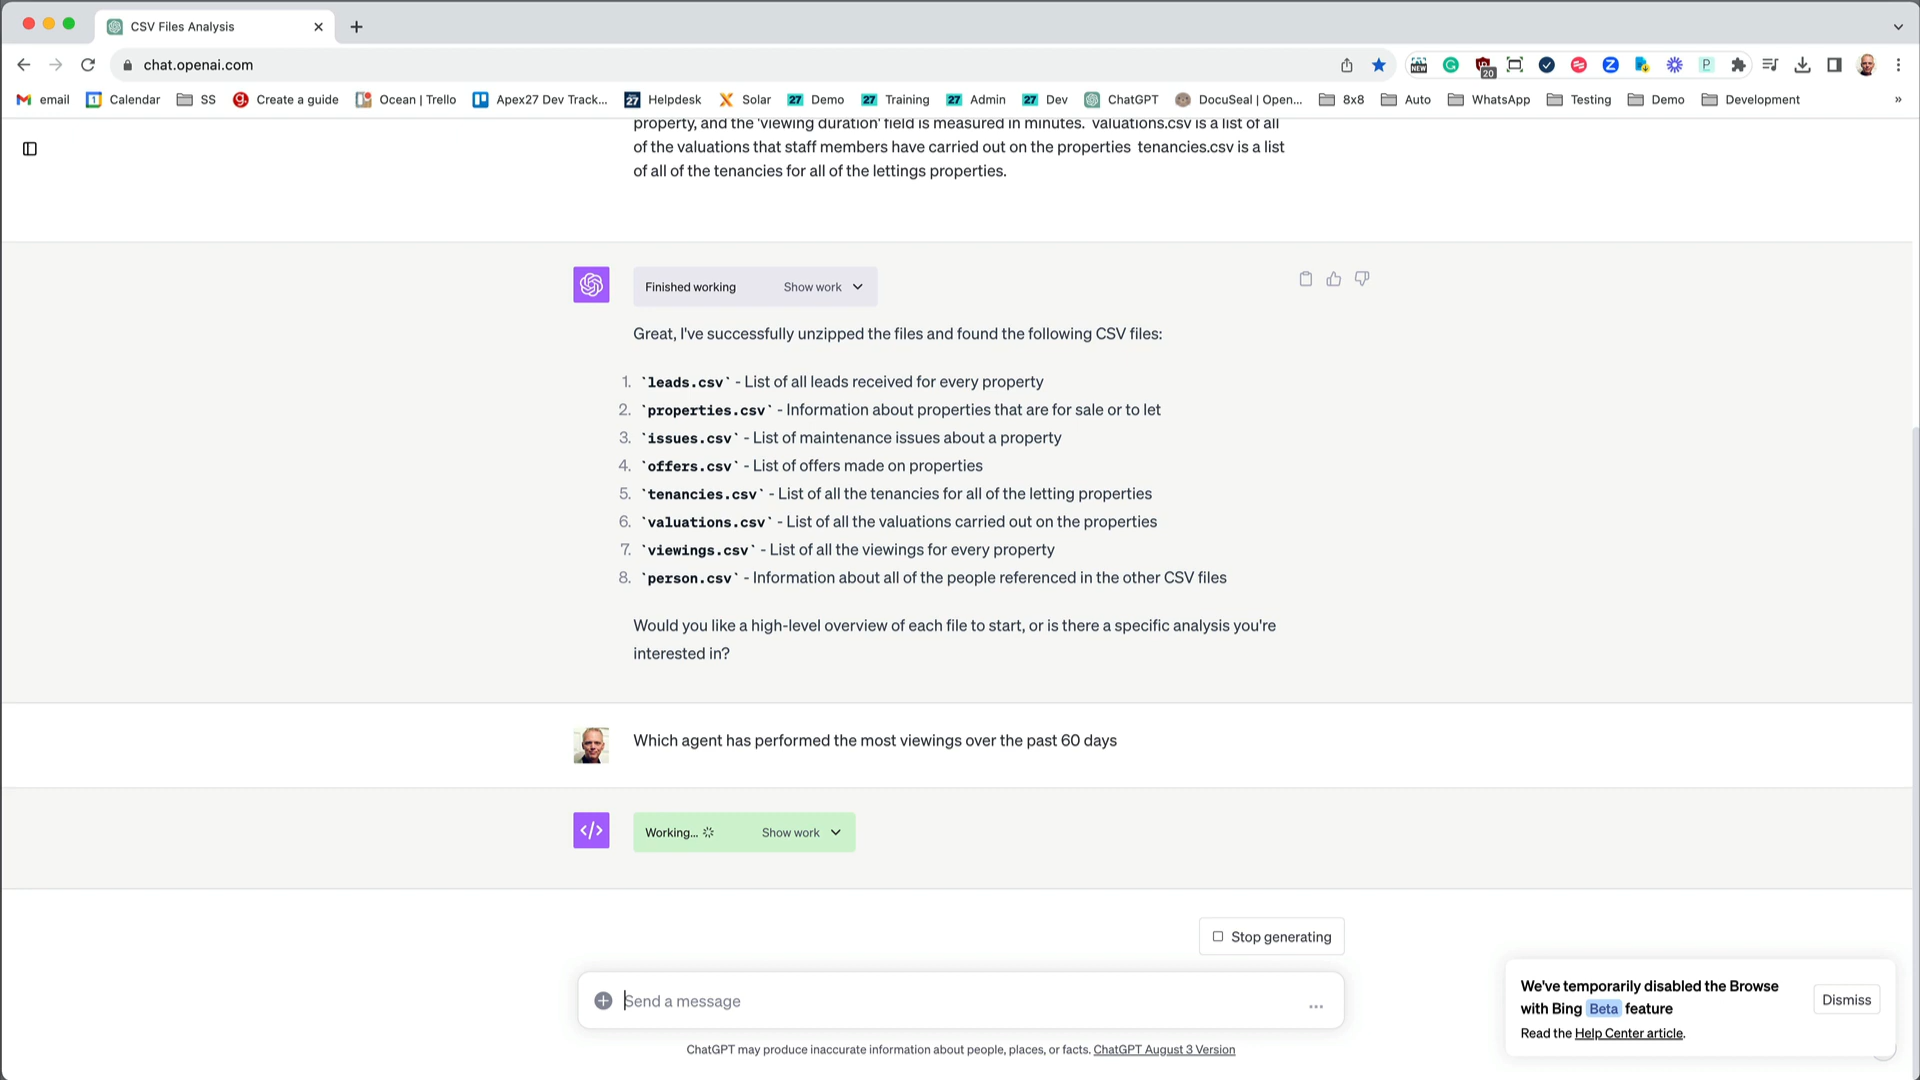 CSV Files Analysis
chat.openai.com
NEW
20
P
email
1 Calendar
SS
Create a guide
Ocean | Trello
Apex27 Dev Track...
27 Helpdesk
Solar
27 Demo
27 Training
27 Admin
27 Dev
ChatGPT
DocuSeal | Open...
8x8
Auto
WhatsApp
Testing
Demo
Development
»
property, and the 'viewing duration' field is measured in minutes. valuations.csv is a list of all
of the valuations that staff members have carried out on the properties tenancies.csv is a list
of all of the tenancies for all of the lettings properties.
Finished working Show work
Great, I've successfully unzipped the files and found the following CSV files:
1. `leads.csv` - List of all leads received for every property
2. `properties.csv` - Information about properties that are for sale or to let
3. `issues.csv` - List of maintenance issues about a property
4. `offers.csv` - List of offers made on properties
5. `tenancies.csv` - List of all the tenancies for all of the letting properties
6. `valuations.csv` - List of all the valuations carried out on the properties
7. `viewings.csv` - List of all the viewings for every property
8. `person.csv` - Information about all of the people referenced in the other CSV files
Would you like a high-level overview of each file to start, or is there a specific analysis you're
interested in?
Which agent has performed the most viewings over the past 60 days
Working... Show work
Stop generating
Send a message
ChatGPT may produce inaccurate information about people, places, or facts. ChatGPT August 3 Version
We've temporarily disabled the Browse
with Bing Beta feature
Read the Help Center article.
Dismiss